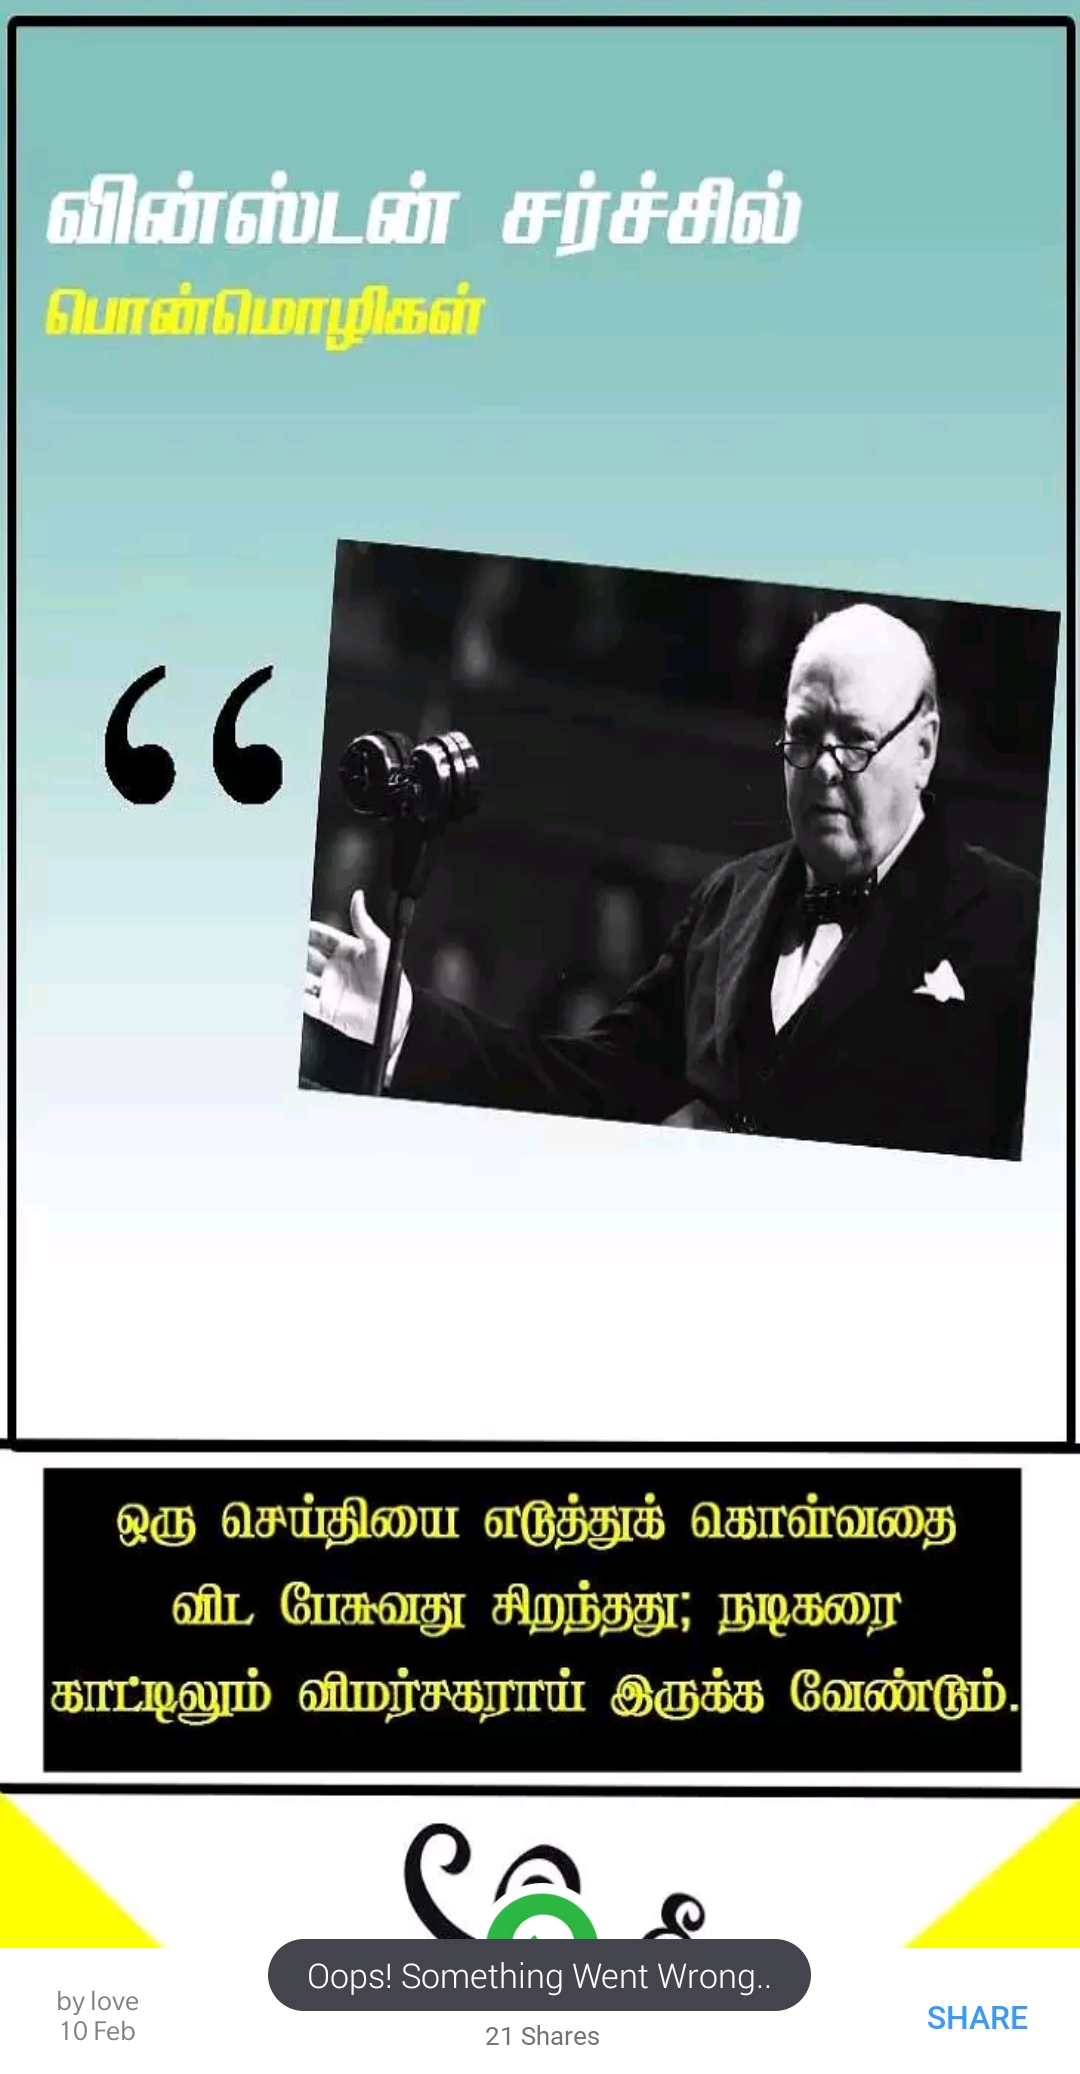 வின்ஸ்டன் சர்ச்சில்
பொன்மொழிகள்
ஒரு செய்தியை எடுத்துக் கொள்வதை
விட பேசுவது சிறந்தது; நடிகரை
காட்டிலும் விமர்சகராய் இருக்க வேண்டும்.
Oops! Something Went Wrong..
by love
10 Feb
21 Shares
SHARE